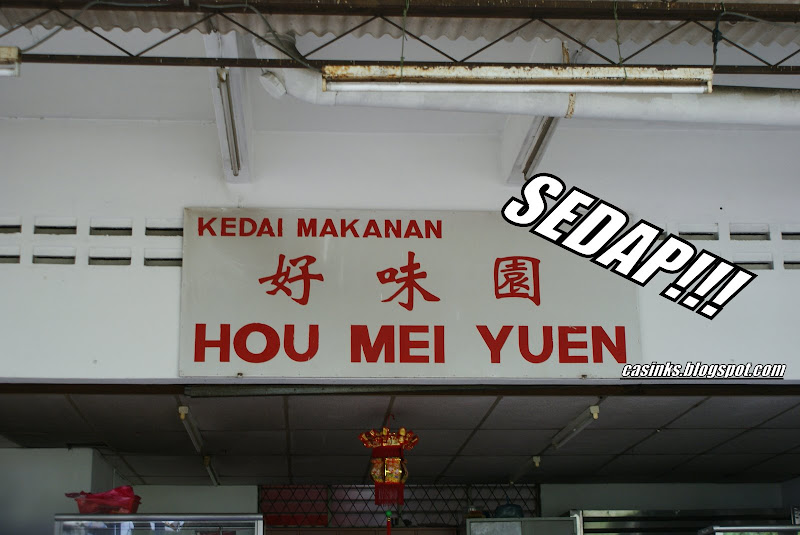 KEDAI MAKANAN
好味園
HOU MEI YUEN
SEDAP!!!
casinks.blogspot.com